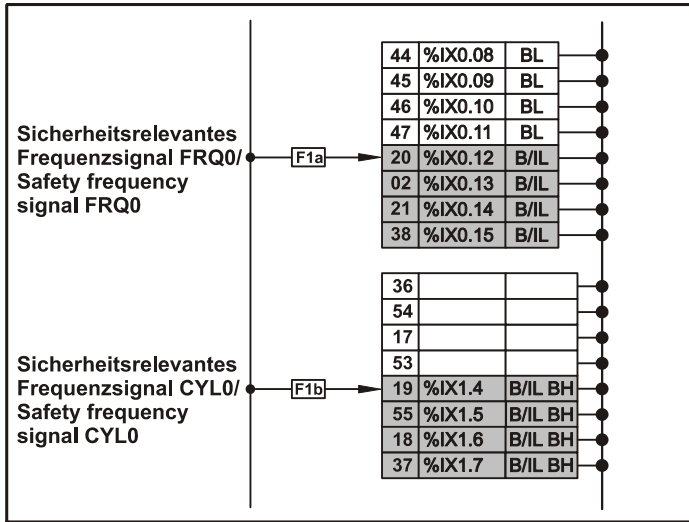 44 %IX0.08 BL
45 %IX0.09 BL
46 %IX0.10 BL
47 %IX0.11 BL
Sicherheitsrelevantes
Frequenzsignal FRQ0/
Safety frequency
signal FRQ0
F1a
20 %IX0.12 B/IL
02 %IX0.13 B/IL
21 %IX0.14 B/IL
38 %IX0.15 B/IL
36
54
17
53
Sicherheitsrelevantes
Frequenzsignal CYL0/
Safety frequency
signal CYL0
F1b
19 %IX1.4 B/IL BH
55 %IX1.5 B/IL BH
18 %IX1.6 B/IL BH
37 %IX1.7 B/IL BH